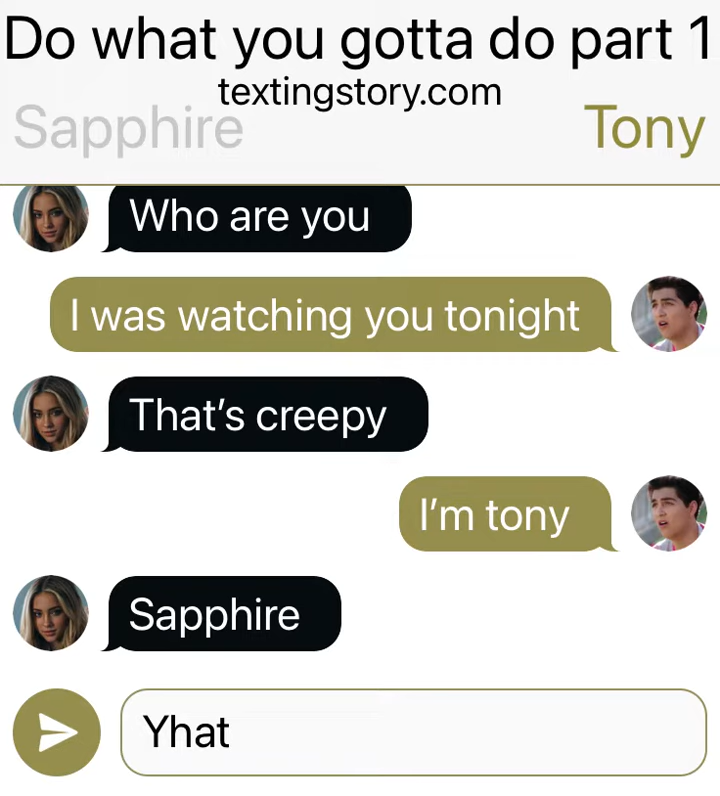 Do what you gotta do part 1
textingstory.com
Sapphire
Tony
Who are you
I was watching you tonight
That's creepy
I'm tony
Sapphire
Yhat